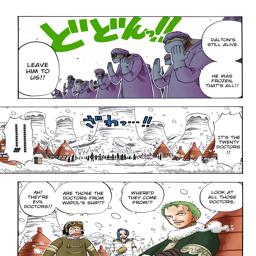 DALTON'S
STILL ALIVE.
HE WAS
FROZEN,
THAT'S ALL!!
ど ど ん っ !!
LEAVE
HIM TO
US!!
IT'S THE
TWENTY
DOCTORS
!!
ざわっ…!!
LOOK AT
ALL THOSE
DOCTORS!
WHERE'D
THEY COME
FROM!?
ARE THOSE THE
DOCTORS FROM
WAPOL'S SHIP!?
AH!
THEY'RE
EVIL
DOCTORS!